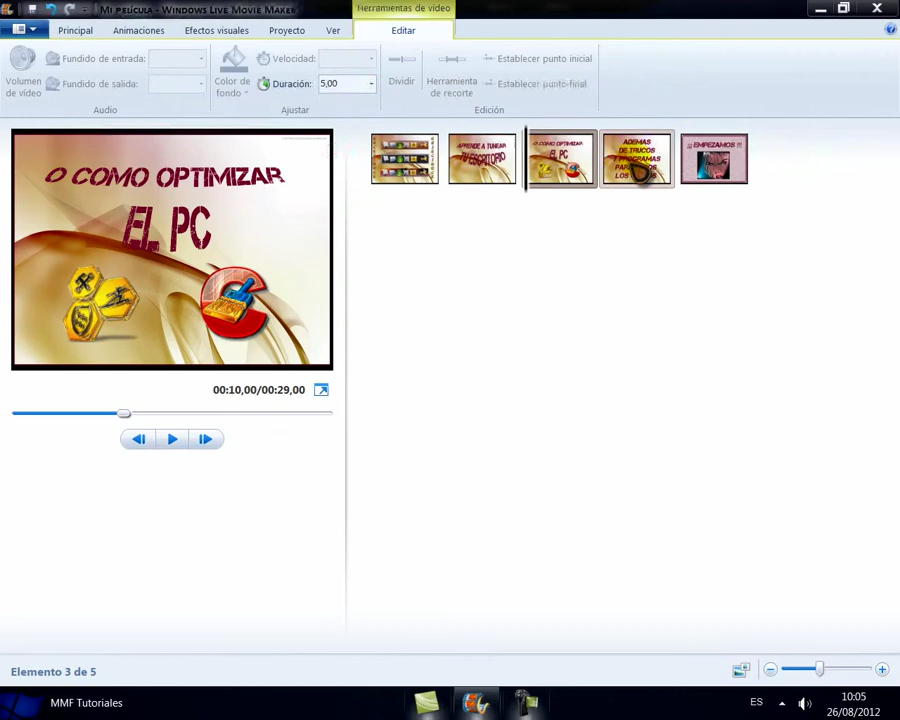 Mi película - Windows Live Movie Maker
Herramientas de vídeo
Principal
Animaciones
Efectos visuales
Proyecto
Ver
Editar
Volumen de vídeo
Fundido de entrada:
Fundido de salida:
Audio
Color de fondo
Velocidad:
Duración: 5,00
Ajustar
Dividir
Herramienta de recorte
Establecer punto inicial
Establecer punto final
Edición
O COMO OPTIMIZAR
EL PC
APRENDE A TUNEAR
TU ESCRITORIO
O COMO OPTIMIZAR
EL PC
ADEMAS
DE TRUCOS
Y PROGRAMAS
¡¡¡ EMPEZAMOS !!!
00:10,00/00:29,00
Elemento 3 de 5
MMF Tutoriales
ES
10:05
26/08/2012